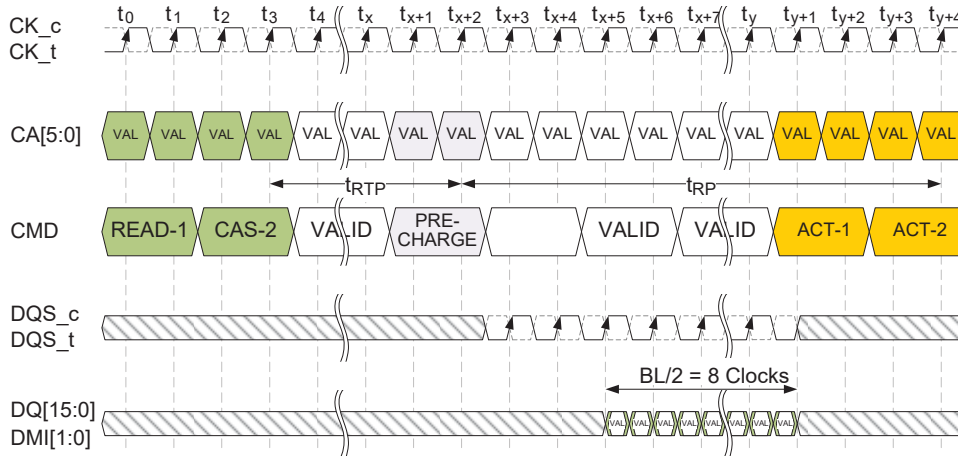 t0 t1 t2 t3 t4 tx tx+1 tx+2 tx+3 tx+4 tx+5 tx+6 tx+7 ty ty+1 ty+2 ty+3 ty+4
CK_c
CK_t
CA[5:0] VAL VAL VAL VAL VAL VAL VAL VAL VAL VAL VAL VAL VAL VAL VAL VAL VAL VAL
tRTP tRP
CMD READ-1 CAS-2 VALID PRE-
CHARGE VALID VALID ACT-1 ACT-2
DQS_c
DQS_t
BL/2 = 8 Clocks
DQ[15:0] VAL VAL VAL VAL VAL VAL VAL VAL
DMI[1:0]